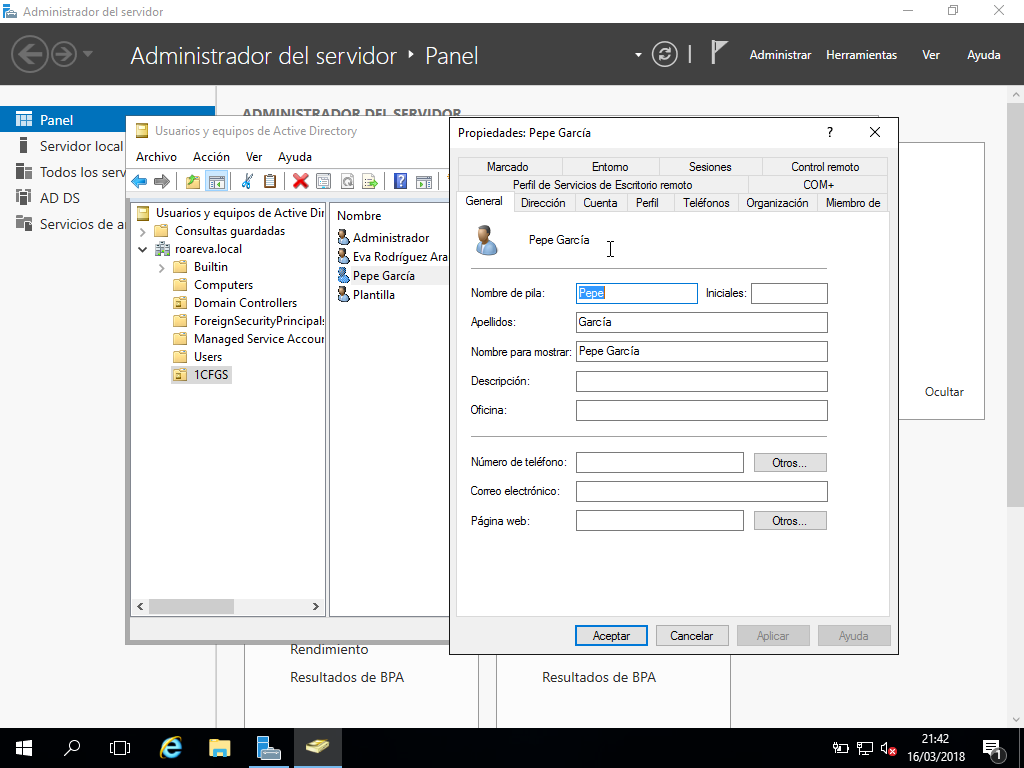 Administrador del servidor
Administrador del servidor ‣ Panel
Administrar Herramientas Ver Ayuda
Panel
Servidor local
Todos los serv
AD DS
Servicios de a
ADMINISTRADOR DEL SERVIDOR
Ocultar
Rendimiento
Resultados de BPA
Resultados de BPA
Usuarios y equipos de Active Directory
Archivo Acción Ver Ayuda
Usuarios y equipos de Active Dir
Consultas guardadas
roareva.local
Builtin
Computers
Domain Controllers
ForeignSecurityPrincipals
Managed Service Accour
Users
1CFGS
Nombre
Administrador
Eva Rodríguez Ara
Pepe García
Plantilla
Propiedades: Pepe García
?
Marcado Entorno Sesiones Control remoto
Perfil de Servicios de Escritorio remoto COM+
General Dirección Cuenta Perfil Teléfonos Organización Miembro de
Pepe García
Nombre de pila: Pepe Iniciales:
Apellidos: García
Nombre para mostrar: Pepe García
Descripción:
Oficina:
Número de teléfono: Otros...
Correo electrónico:
Página web: Otros...
Aceptar Cancelar Aplicar Ayuda
21:42
16/03/2018
1